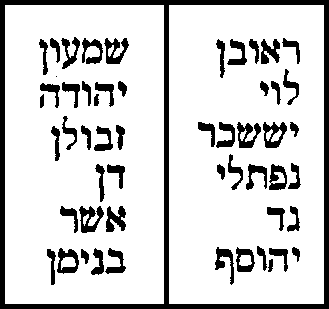 ראובן
לוי
יששכר
נפתלי
גד
יהוסף
שמעון
יהודה
זבולן
דן
אשר
בנימן